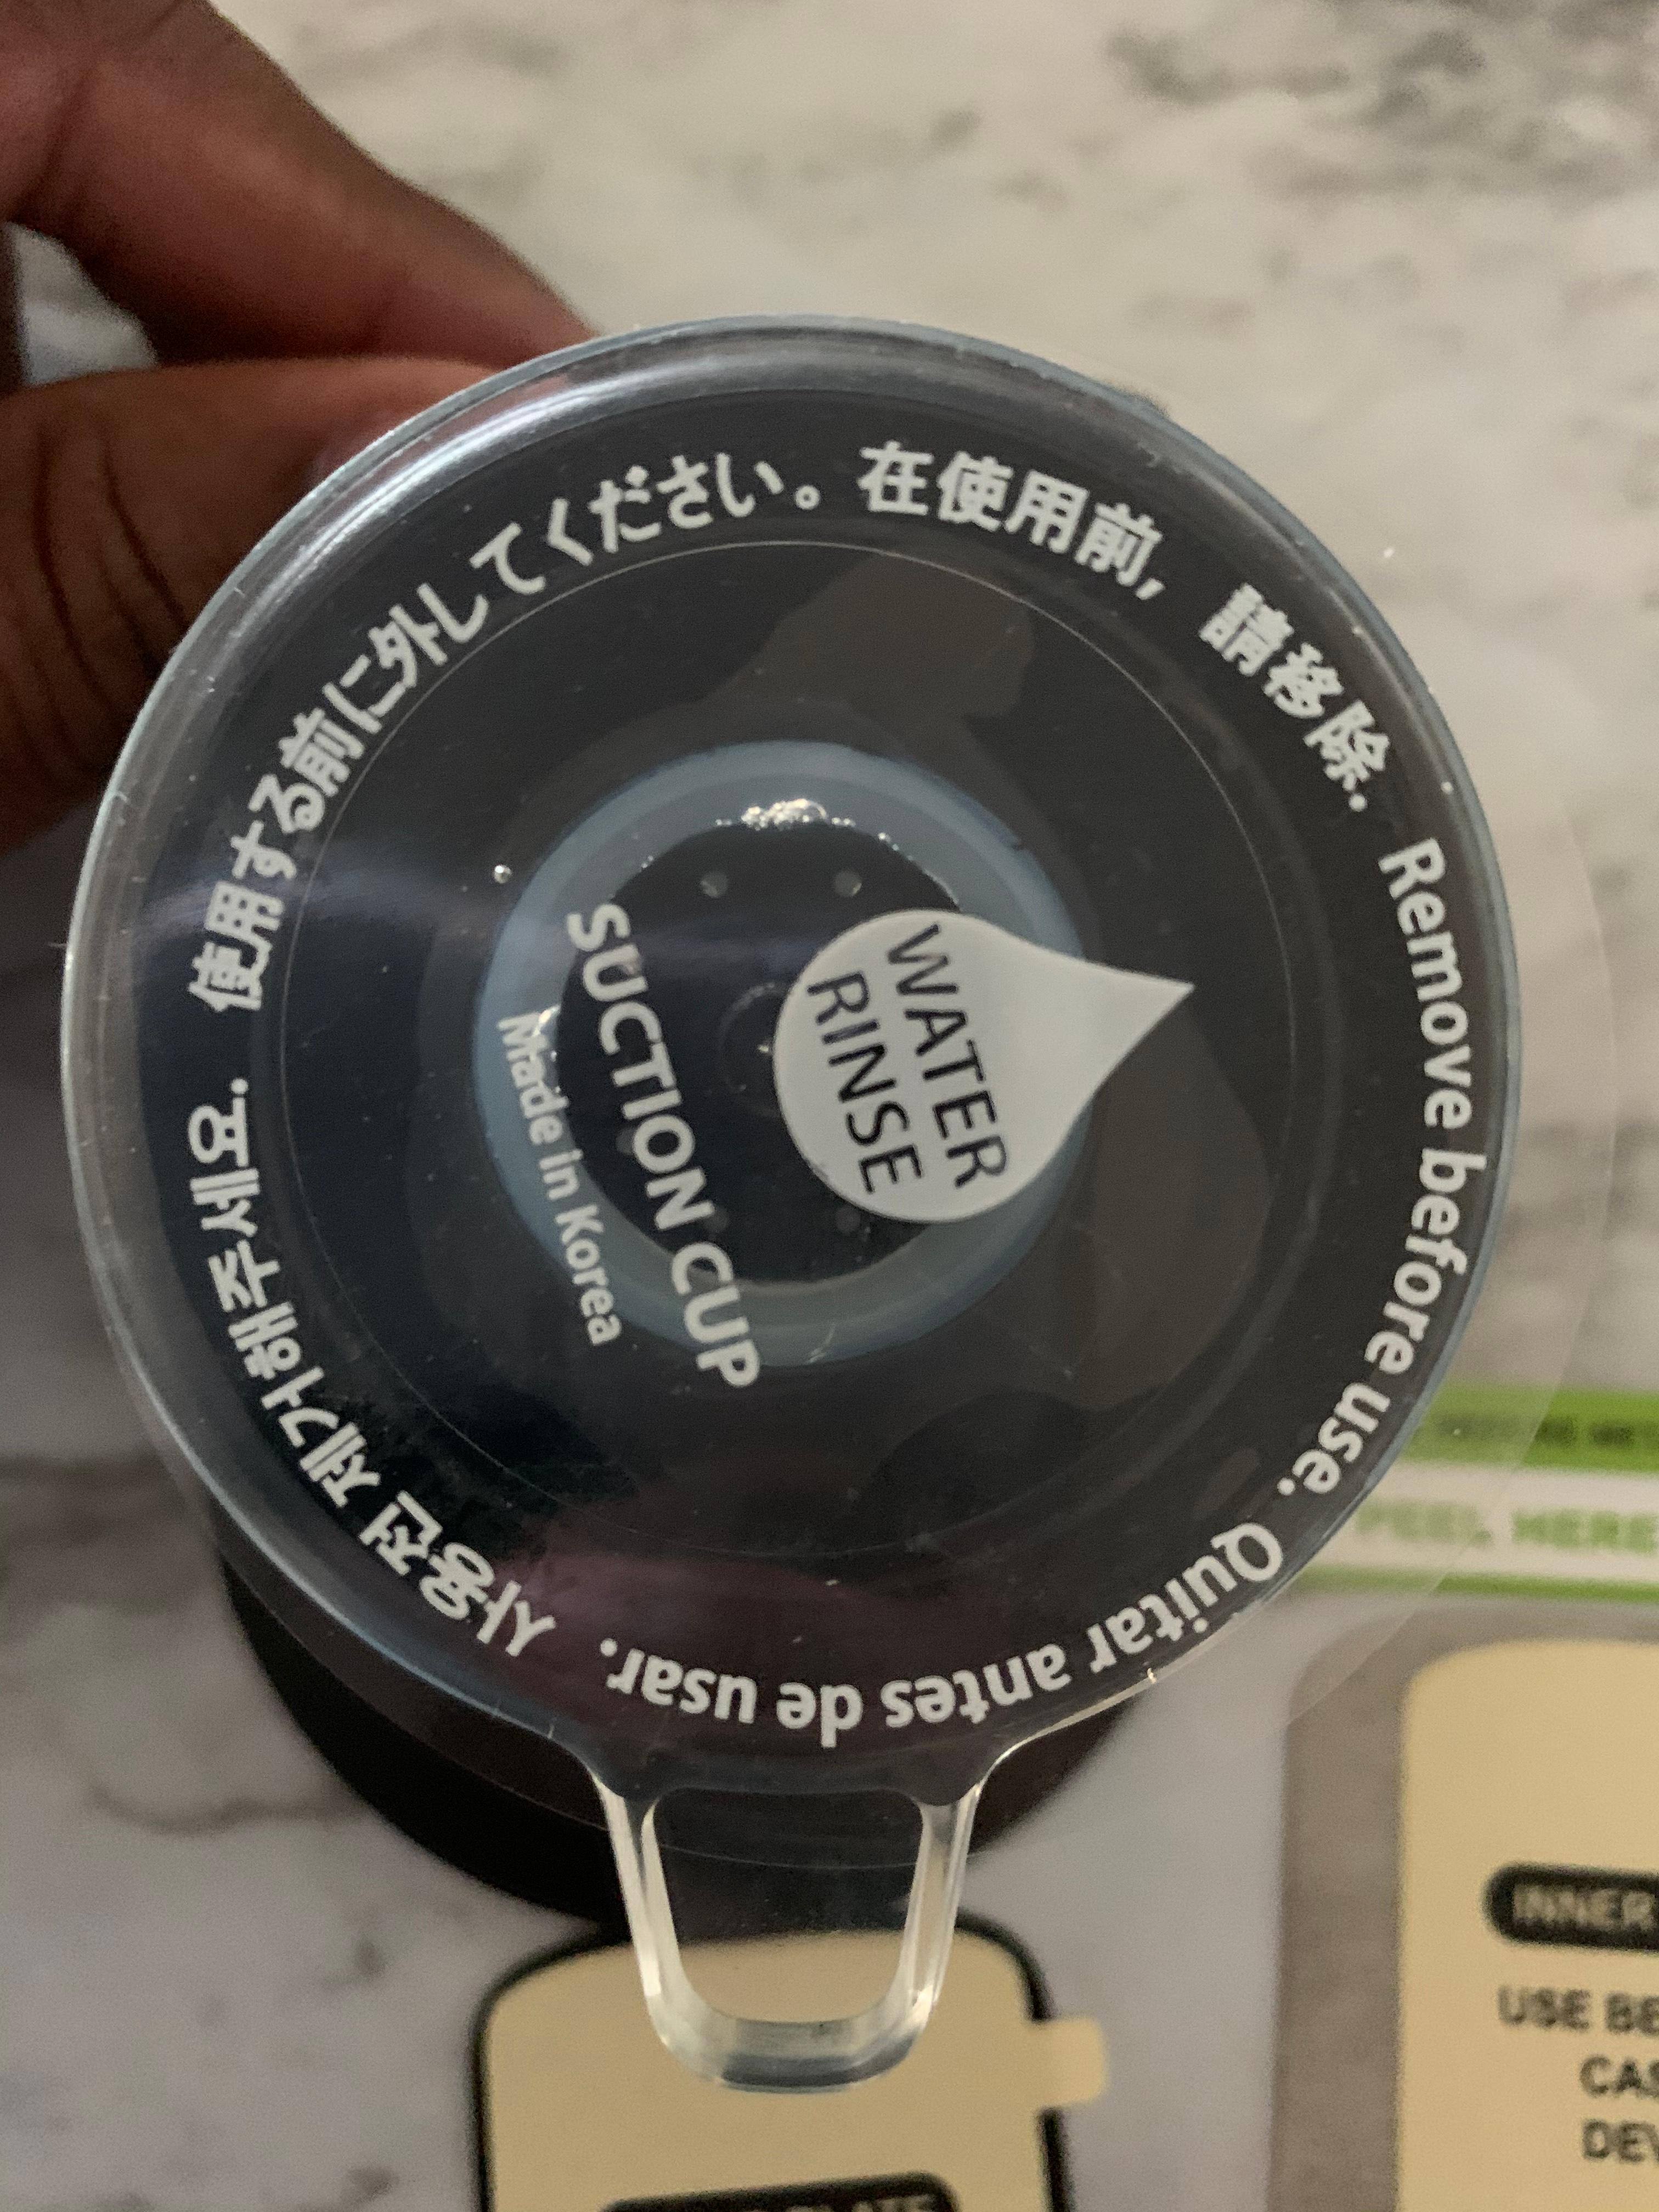 使用する前に外してください。
在使用前，請移除.
Remove before use.
Quitar antes de usar.
사용전 제거해주세요.
WATER
RINSE
SUCTION CUP
Made in Korea
PEEL HERE
INNER
USE BE
CAS
DEV